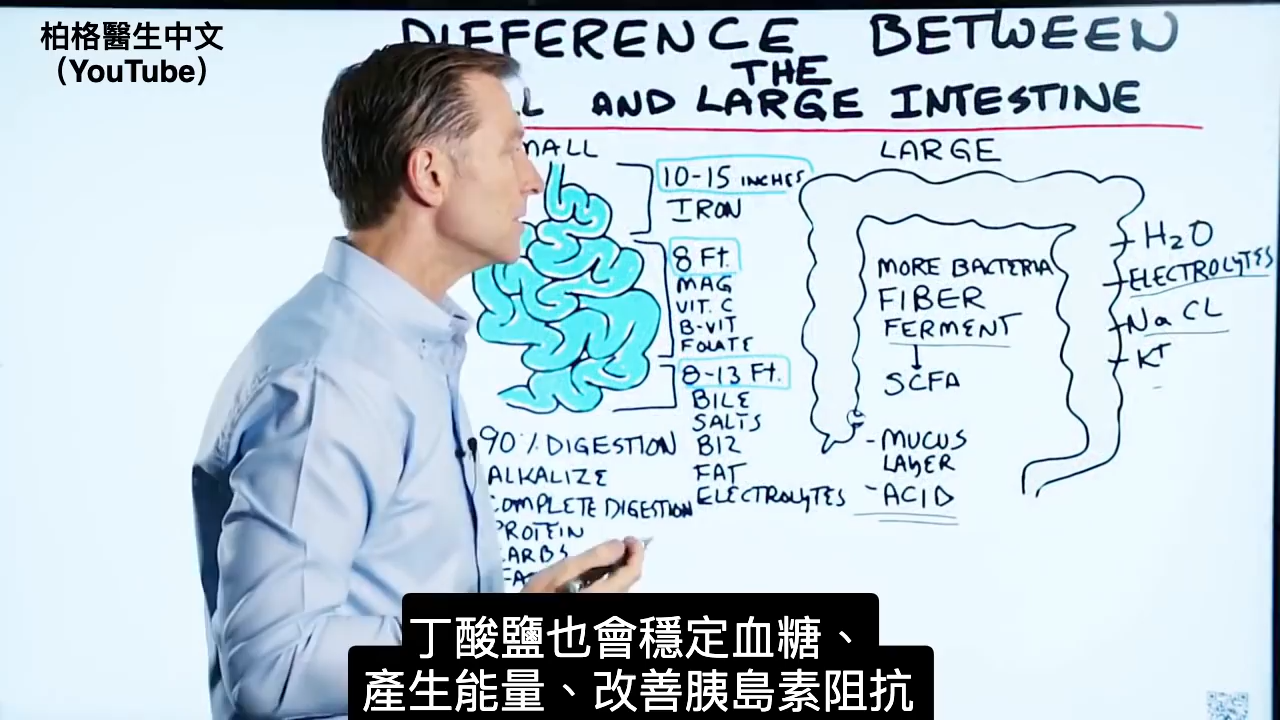 柏格醫生中文
（YouTube）
DIFFERENCE BETWEEN
THE
AND LARGE INTESTINE
MALL
10-15 INCHES
IRON
8 Ft.
MAG
VIT. C
B-VIT
FOLATE
8-13 Ft.
BILE
SALTS
B12
FAT
ELECTROLYTES
90% DIGESTION
ALKALIZE
COMPLETE DIGESTION
PROTEIN
CARBS
LARGE
MORE BACTERIA
FIBER
FERMENT
SCFA
- MUCUS
LAYER
- ACID
H2O
ELECTROLYTES
NaCL
K+
丁酸鹽也會穩定血糖、
產生能量、改善胰島素阻抗